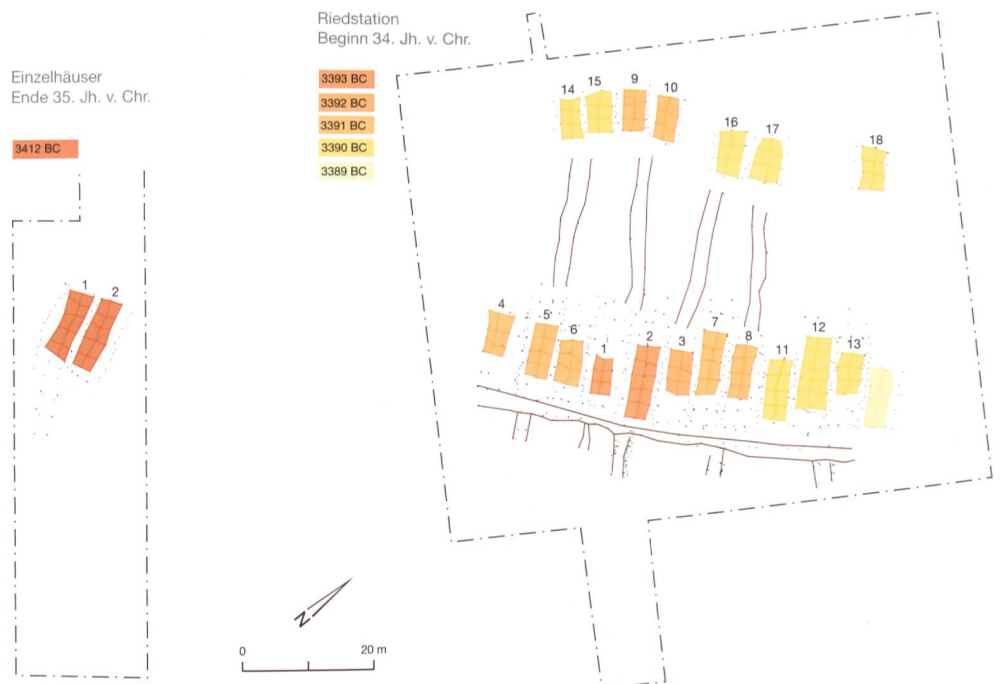 Einzelhäuser
Ende 35. Jh. v. Chr.
3412 BC
1 2
Riedstation
Beginn 34. Jh. v. Chr.
3393 BC
3392 BC
3391 BC
3390 BC
3389 BC
14 15 9 10
16 17 18
4 5 6 1 2 3 7 8 11 12 13
N
0 20 m